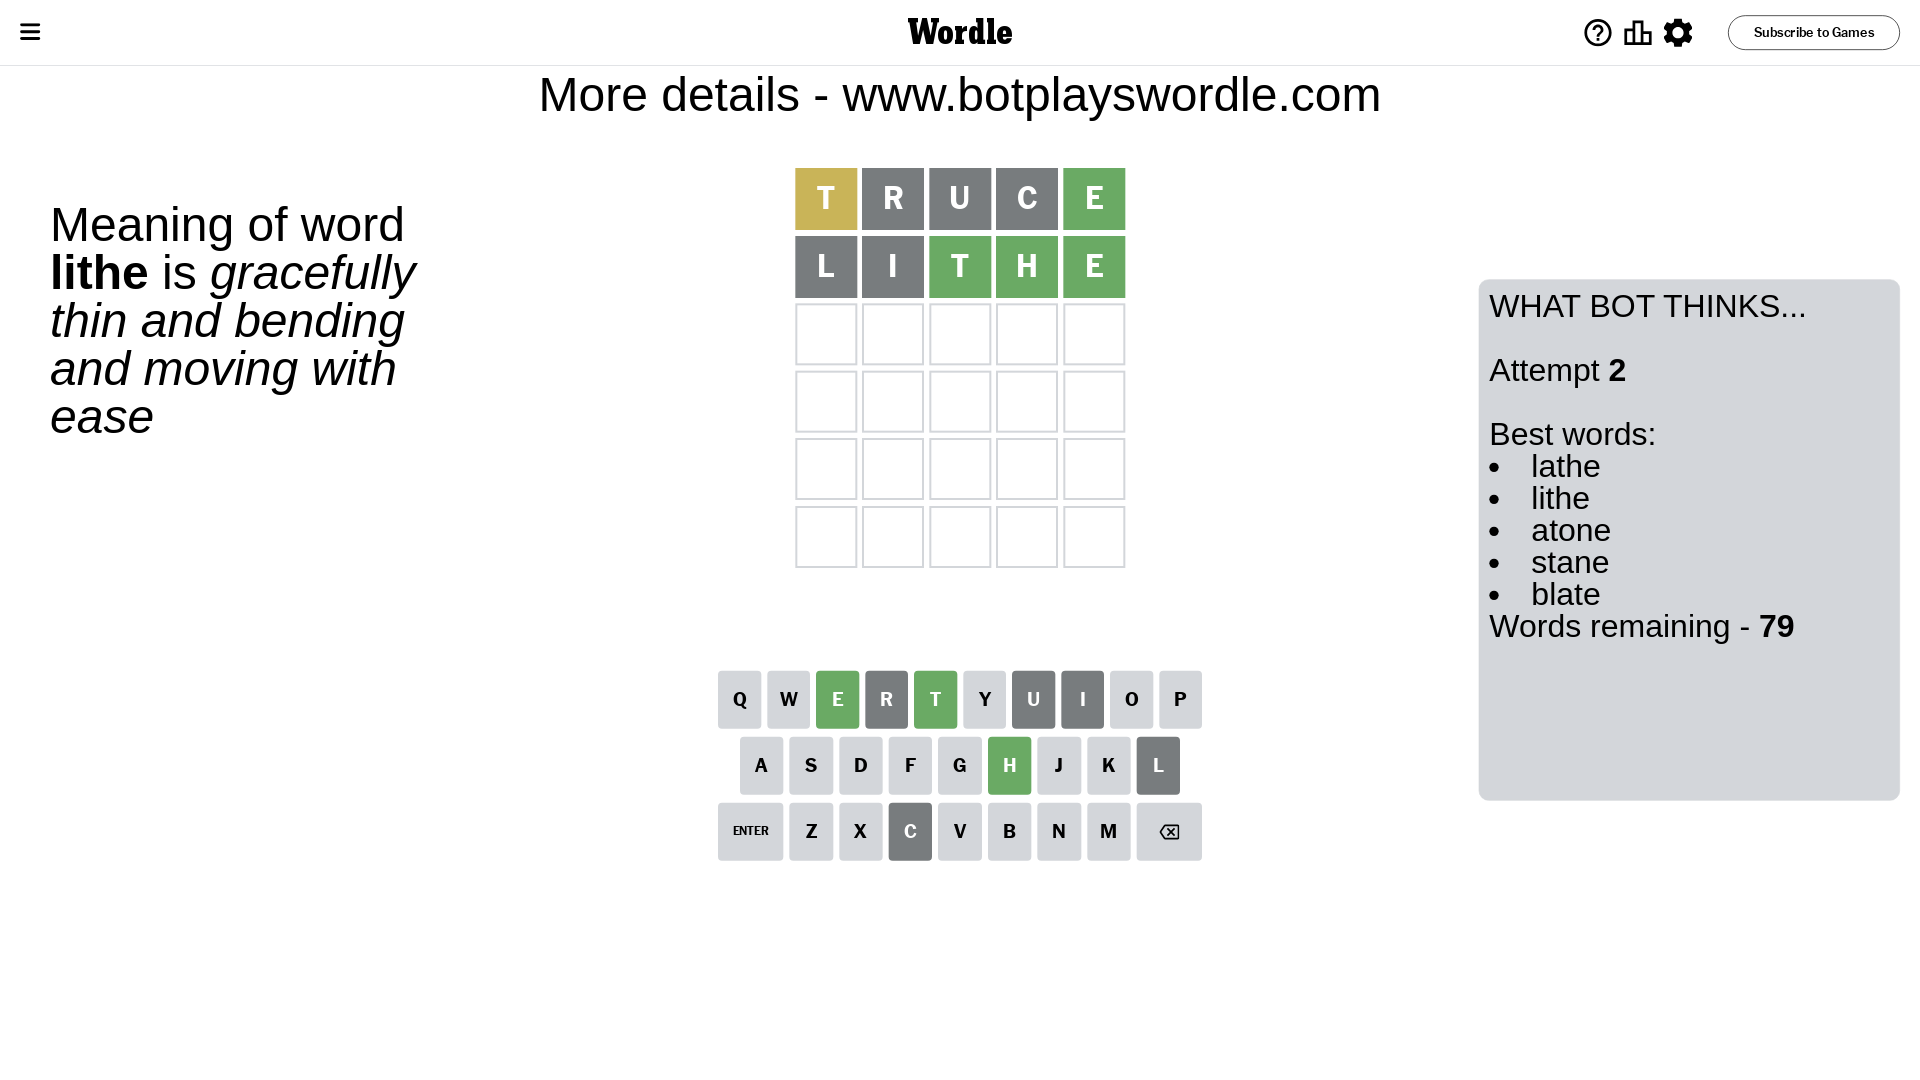 Wordle
Subscribe to Games
More details - www.botplayswordle.com
Meaning of word
lithe is gracefully
thin and bending
and moving with
ease
T R U C E
L I T H E
WHAT BOT THINKS...
Attempt 2
Best words:
• lathe
• lithe
• atone
• stane
• blate
Words remaining - 79
Q W E R T Y U I O P
A S D F G H J K L
ENTER Z X C V B N M